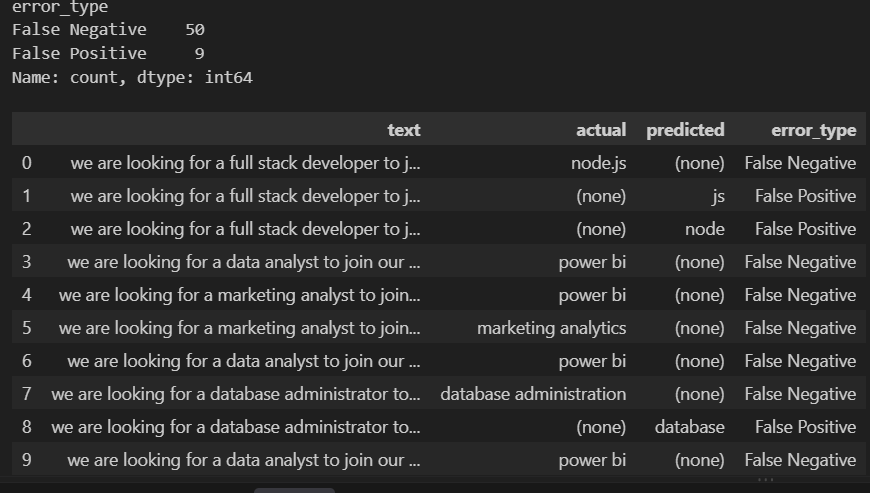 error_type
False Negative 50
False Positive 9
Name: count, dtype: int64
text actual predicted error_type
0 we are looking for a full stack developer to j... node.js (none) False Negative
1 we are looking for a full stack developer to j... (none) js False Positive
2 we are looking for a full stack developer to j... (none) node False Positive
3 we are looking for a data analyst to join our ... power bi (none) False Negative
4 we are looking for a marketing analyst to join... power bi (none) False Negative
5 we are looking for a marketing analyst to join... marketing analytics (none) False Negative
6 we are looking for a data analyst to join our ... power bi (none) False Negative
7 we are looking for a database administrator to... database administration (none) False Negative
8 we are looking for a database administrator to... (none) database False Positive
9 we are looking for a data analyst to join our ... power bi (none) False Negative